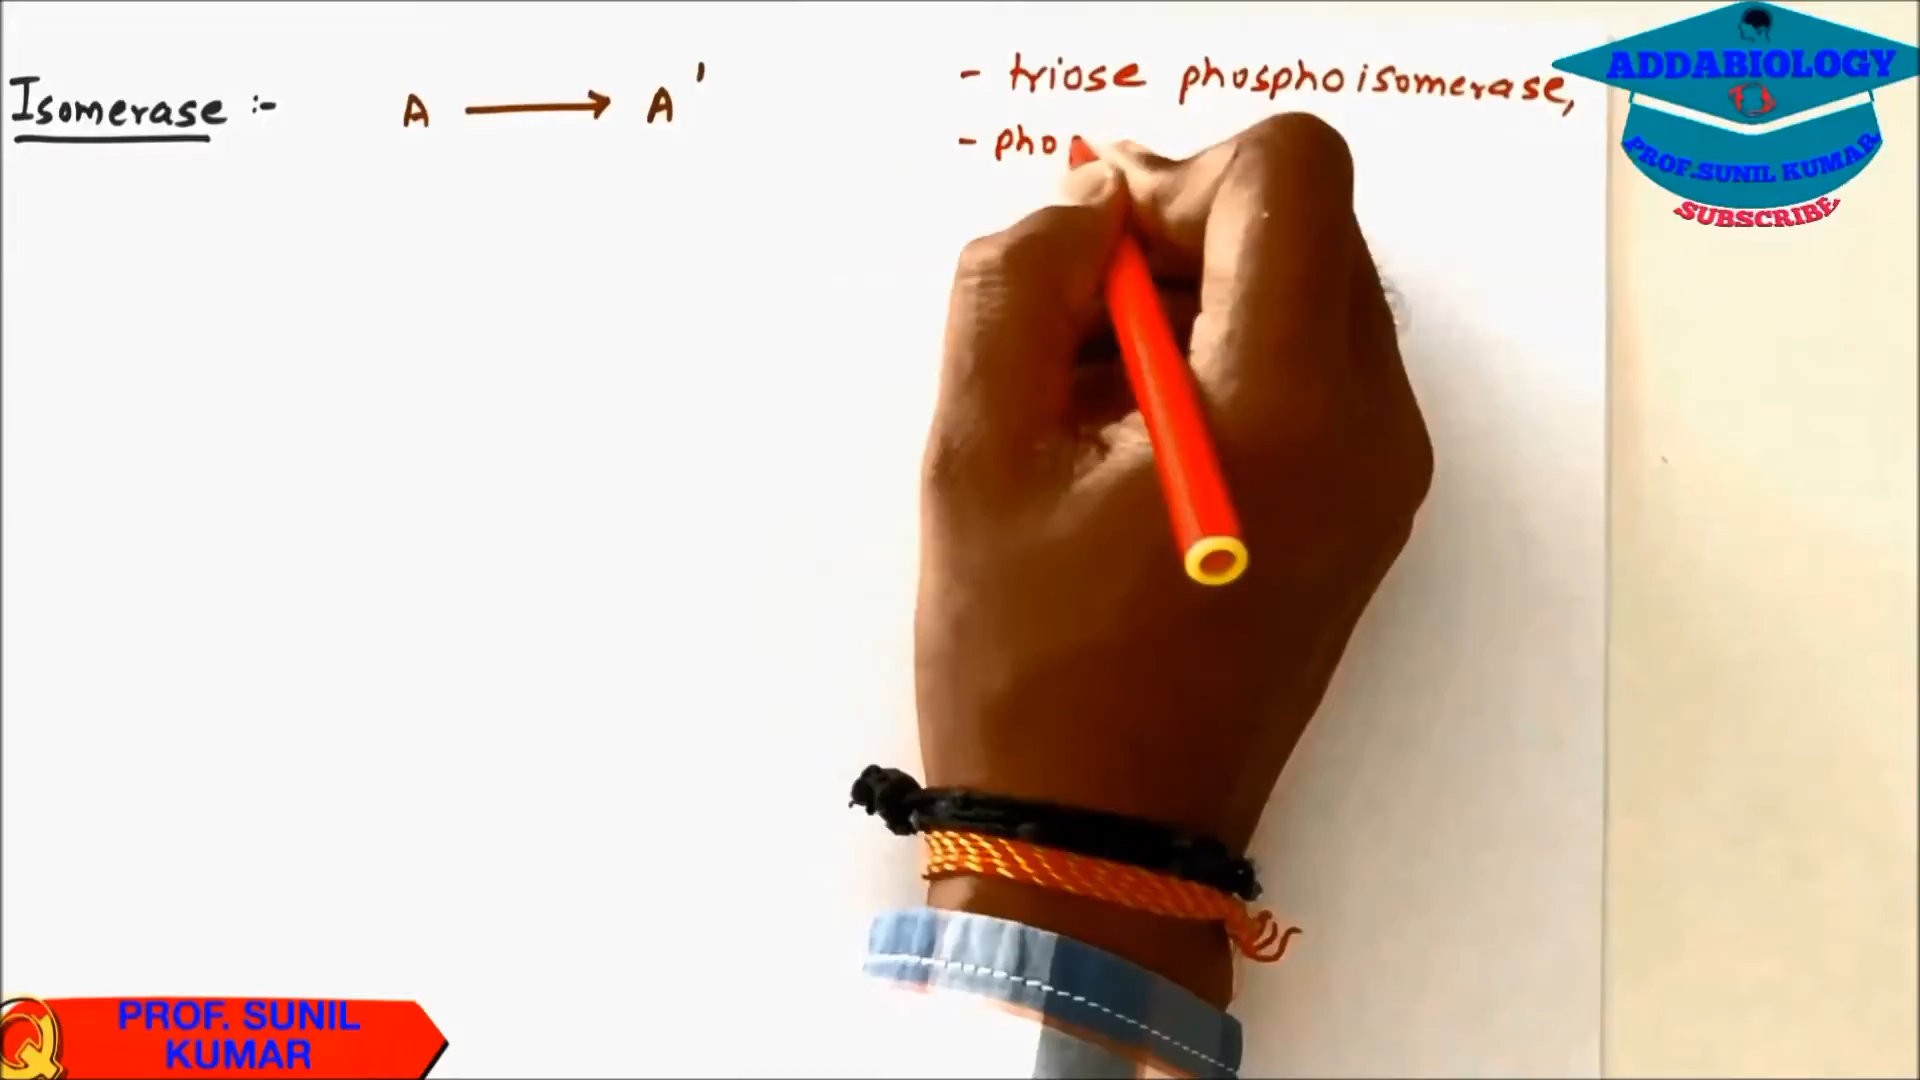 Isomerase :-
A → A'
- triose phosphoisomerase,
- pho
ADDABIOLOGY
PROF.SUNIL KUMAR
SUBSCRIBE
PROF. SUNIL
KUMAR